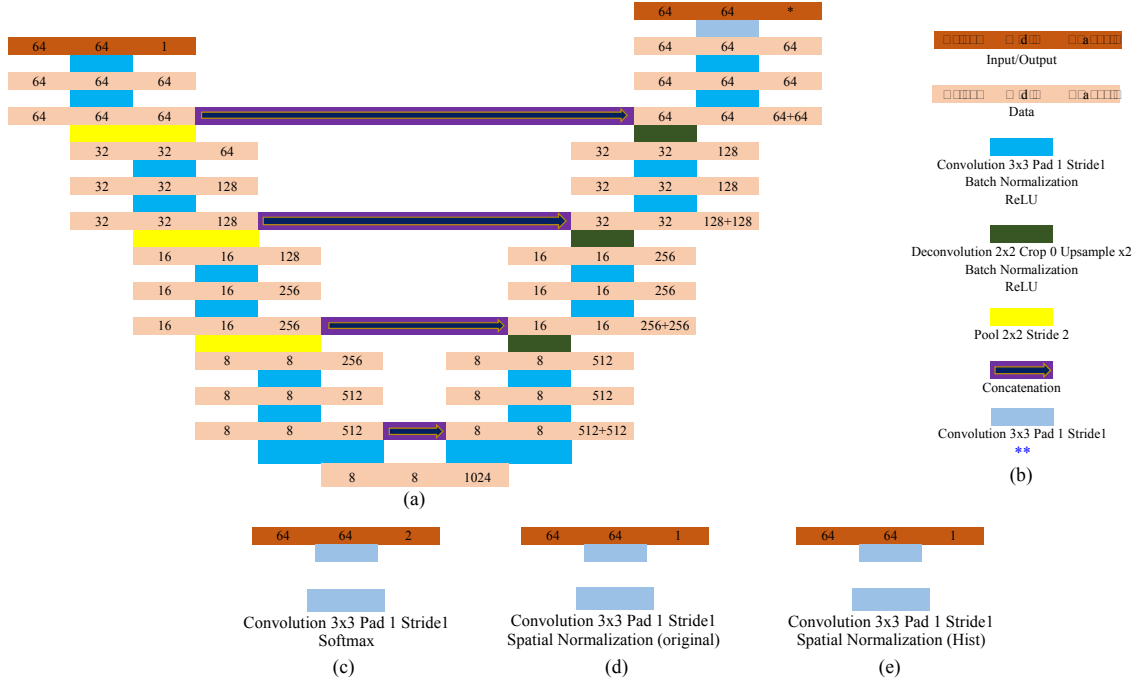 64 64 *
64 64 1
64 64 64
64 64 64
64 64 64
64 64 64
64 64 64+64
32 32 64
32 32 128
32 32 128
32 32 128
32 32 128
32 32 128+128
16 16 128
16 16 256
16 16 256
16 16 256
16 16 256
16 16 256+256
8 8 256
8 8 512
8 8 512
8 8 512
8 8 512
8 8 512+512
8 8 1024
(a)
d a
Input/Output
d a
Data
Convolution 3x3 Pad 1 Stride1
Batch Normalization
ReLU
Deconvolution 2x2 Crop 0 Upsample x2
Batch Normalization
ReLU
Pool 2x2 Stride 2
Concatenation
Convolution 3x3 Pad 1 Stride1
**
(b)
64 64 2
Convolution 3x3 Pad 1 Stride1
Softmax
(c)
64 64 1
Convolution 3x3 Pad 1 Stride1
Spatial Normalization (original)
(d)
64 64 1
Convolution 3x3 Pad 1 Stride1
Spatial Normalization (Hist)
(e)